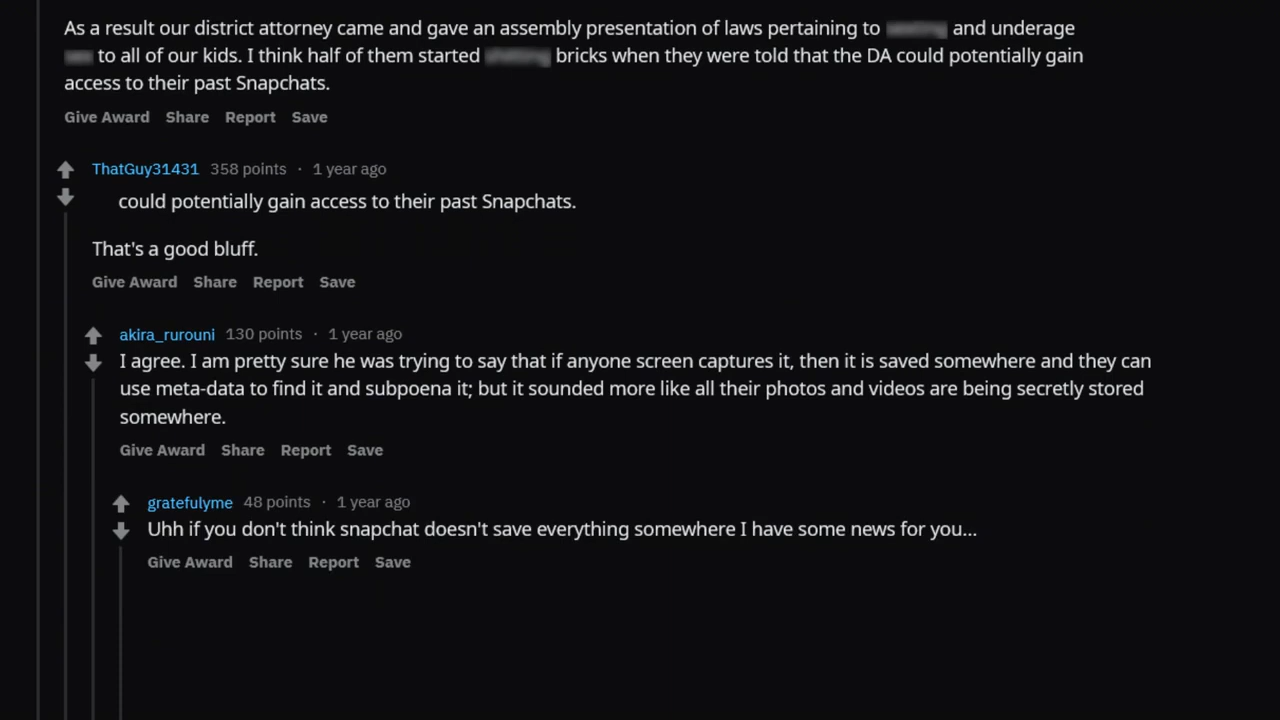 As a result our district attorney came and gave an assembly presentation of laws pertaining to and underage
to all of our kids. I think half of them started bricks when they were told that the DA could potentially gain
access to their past Snapchats.
Give Award Share Report Save
ThatGuy31431 358 points · 1 year ago
could potentially gain access to their past Snapchats.
That's a good bluff.
Give Award Share Report Save
akira_rurouni 130 points · 1 year ago
I agree. I am pretty sure he was trying to say that if anyone screen captures it, then it is saved somewhere and they can
use meta-data to find it and subpoena it; but it sounded more like all their photos and videos are being secretly stored
somewhere.
Give Award Share Report Save
gratefulyme 48 points · 1 year ago
Uhh if you don't think snapchat doesn't save everything somewhere I have some news for you...
Give Award Share Report Save